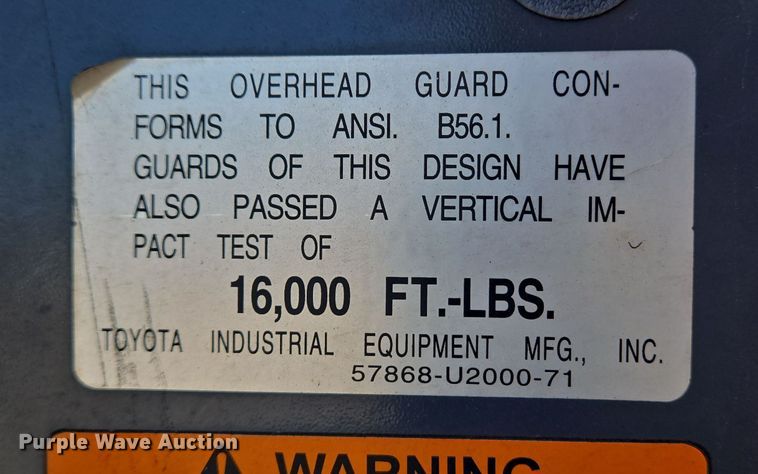 THIS OVERHEAD GUARD CON-
FORMS TO ANSI. B56.1.
GUARDS OF THIS DESIGN HAVE
ALSO PASSED A VERTICAL IM-
PACT TEST OF
16,000 FT.-LBS.
TOYOTA INDUSTRIAL EQUIPMENT MFG., INC.
57868-U2000-71
Purple Wave Auction
WARNING